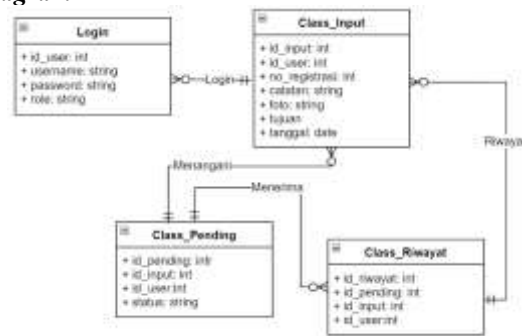 Login
+ id_user: int
+ username: string
+ password: string
+ role: string
Login
Class_Input
+ id_input: int
+ id_user: int
+ no_registrasi: int
+ catatan: string
+ foto: string
+ tujuan
+ tanggal: date
Riwaya
Menangani
Menerima
Class_Pending
+ id_pending: intr
+ id_input: int
+ id_user:int
+ status: string
Class_Riwayat
+ id_riwayat: int
+ id_pending: int
+ id_input: int
+ id_user:int